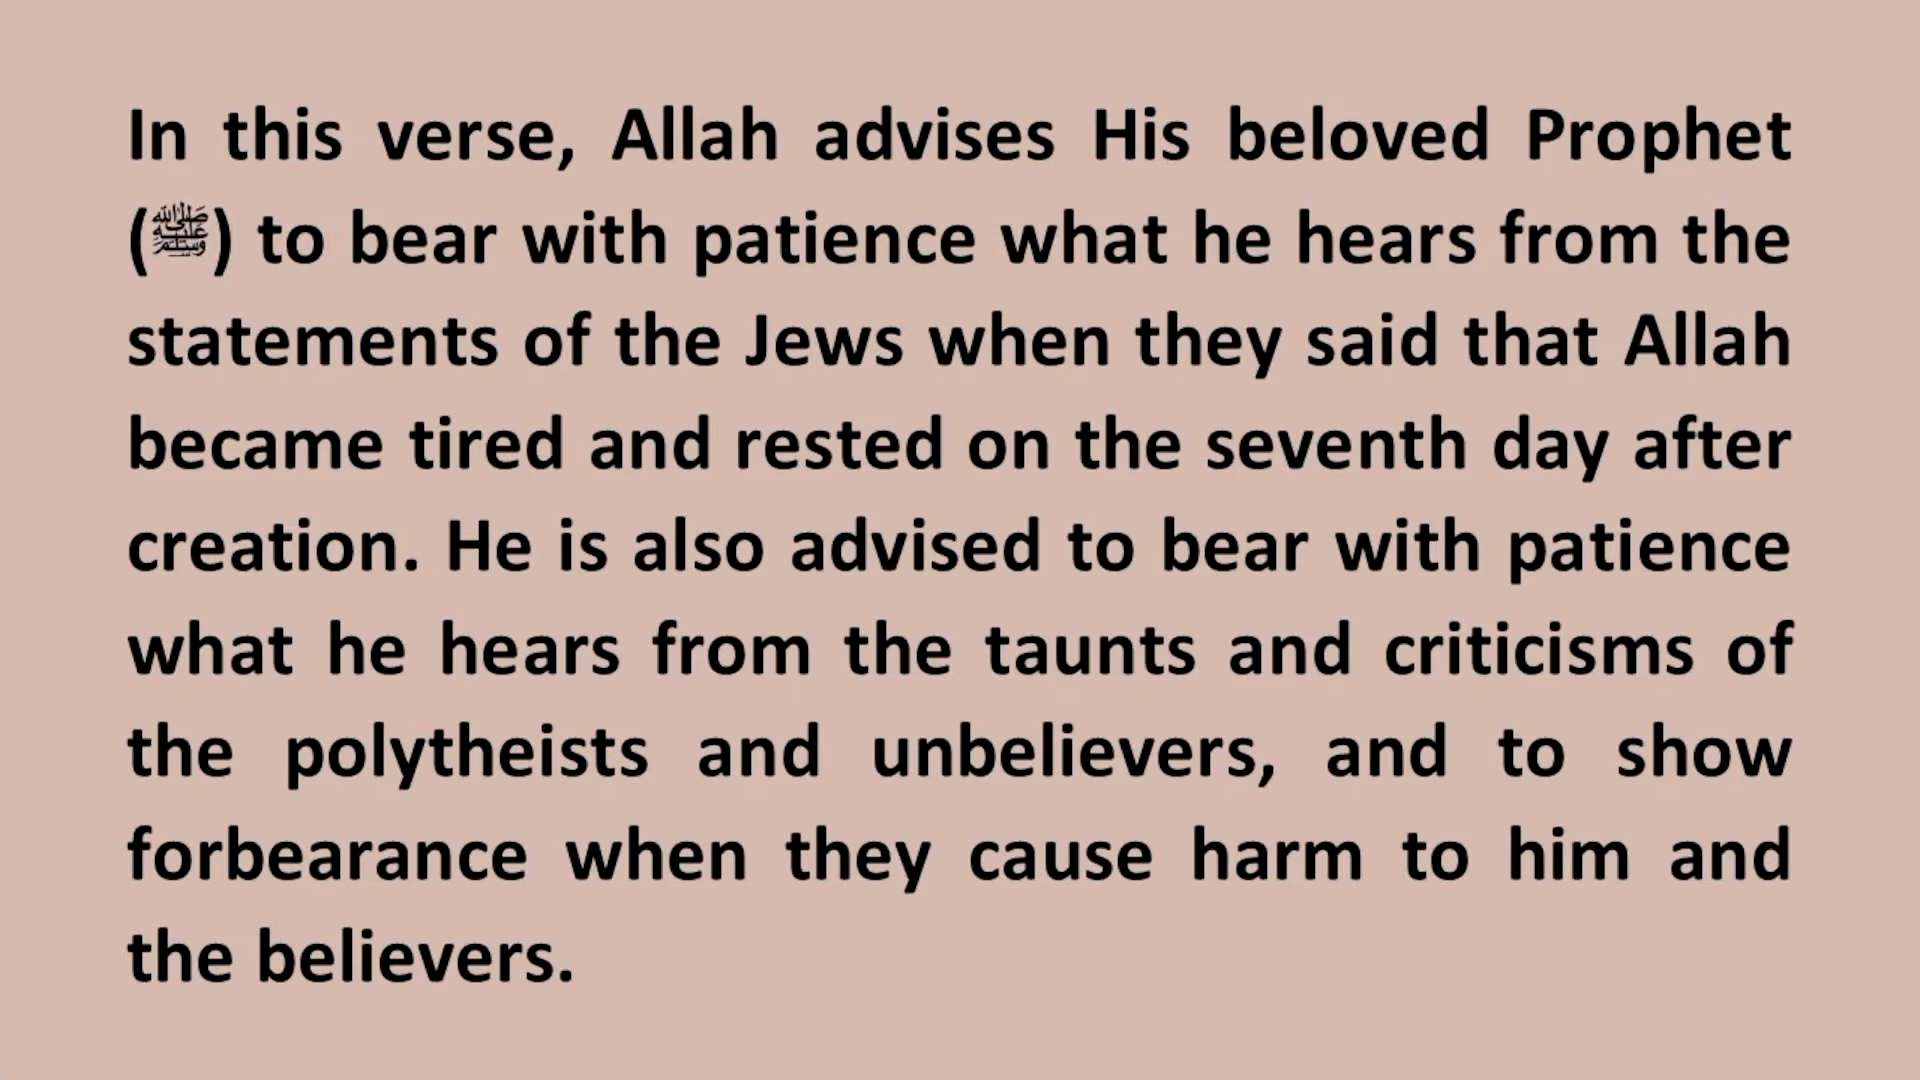 In this verse, Allah advises His beloved Prophet
(ﷺ) to bear with patience what he hears from the
statements of the Jews when they said that Allah
became tired and rested on the seventh day after
creation. He is also advised to bear with patience
what he hears from the taunts and criticisms of
the polytheists and unbelievers, and to show
forbearance when they cause harm to him and
the believers.